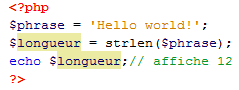 <?php
$phrase = 'Hello world!';
$longueur = strlen($phrase);
echo $longueur;// affiche 12
?>